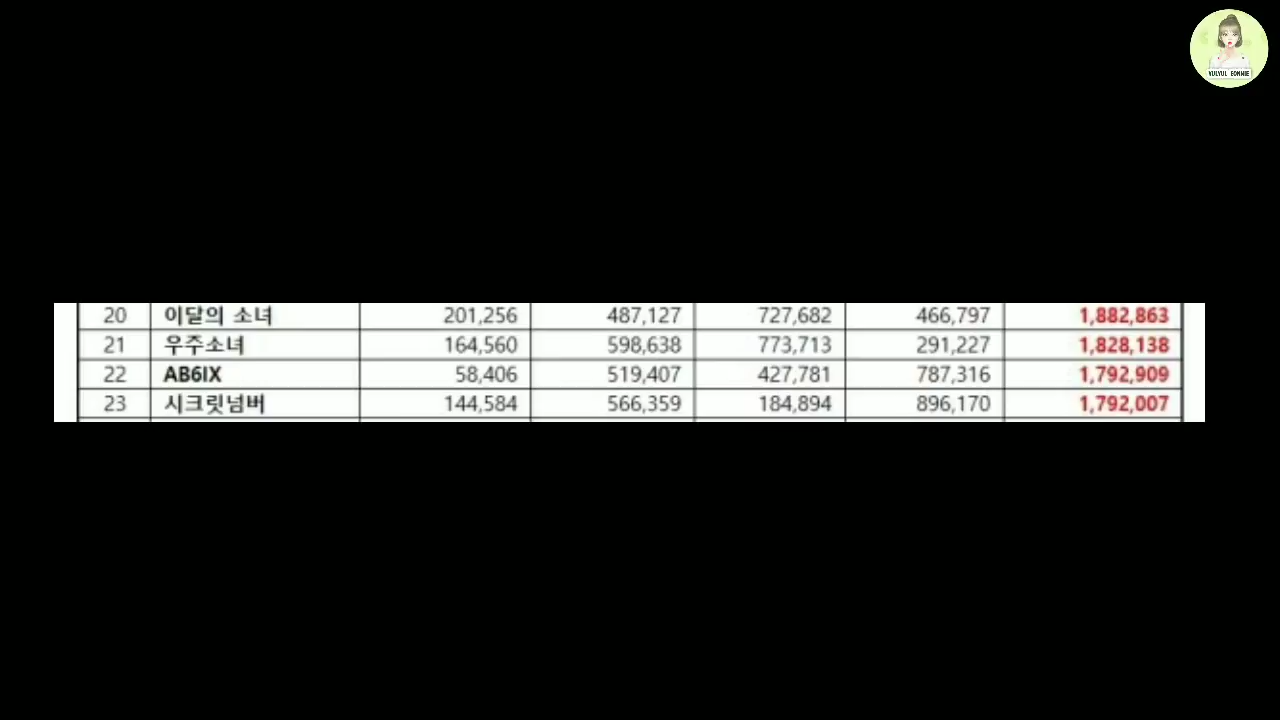 YULYUL EONNIE
20 이달의 소녀 201,256 487,127 727,682 466,797 1,882,863
21 우주소녀 164,560 598,638 773,713 291,227 1,828,138
22 AB6IX 58,406 519,407 427,781 787,316 1,792,909
23 시크릿넘버 144,584 566,359 184,894 896,170 1,792,007